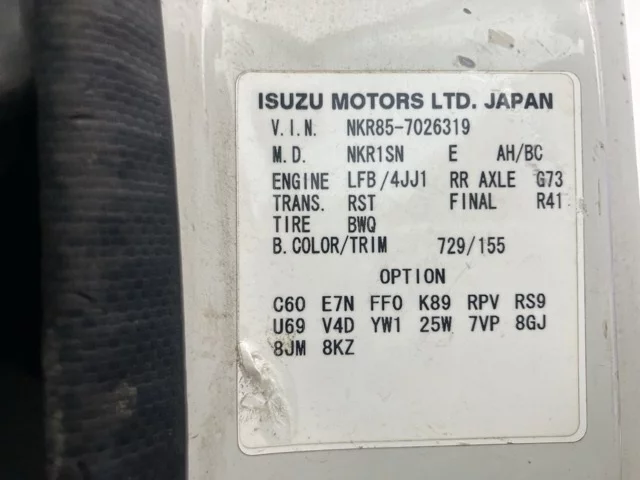 ISUZU MOTORS LTD. JAPAN
V.I.N. NKR85-7026319
M.D. NKR1SN E AH/BC
ENGINE LFB/4JJ1 RR AXLE G73
TRANS. RST FINAL R41
TIRE BWQ
B.COLOR/TRIM 729/155
OPTION
C60 E7N FF0 K89 RPV RS9
U69 V4D YW1 25W 7VP 8GJ
8JM 8KZ